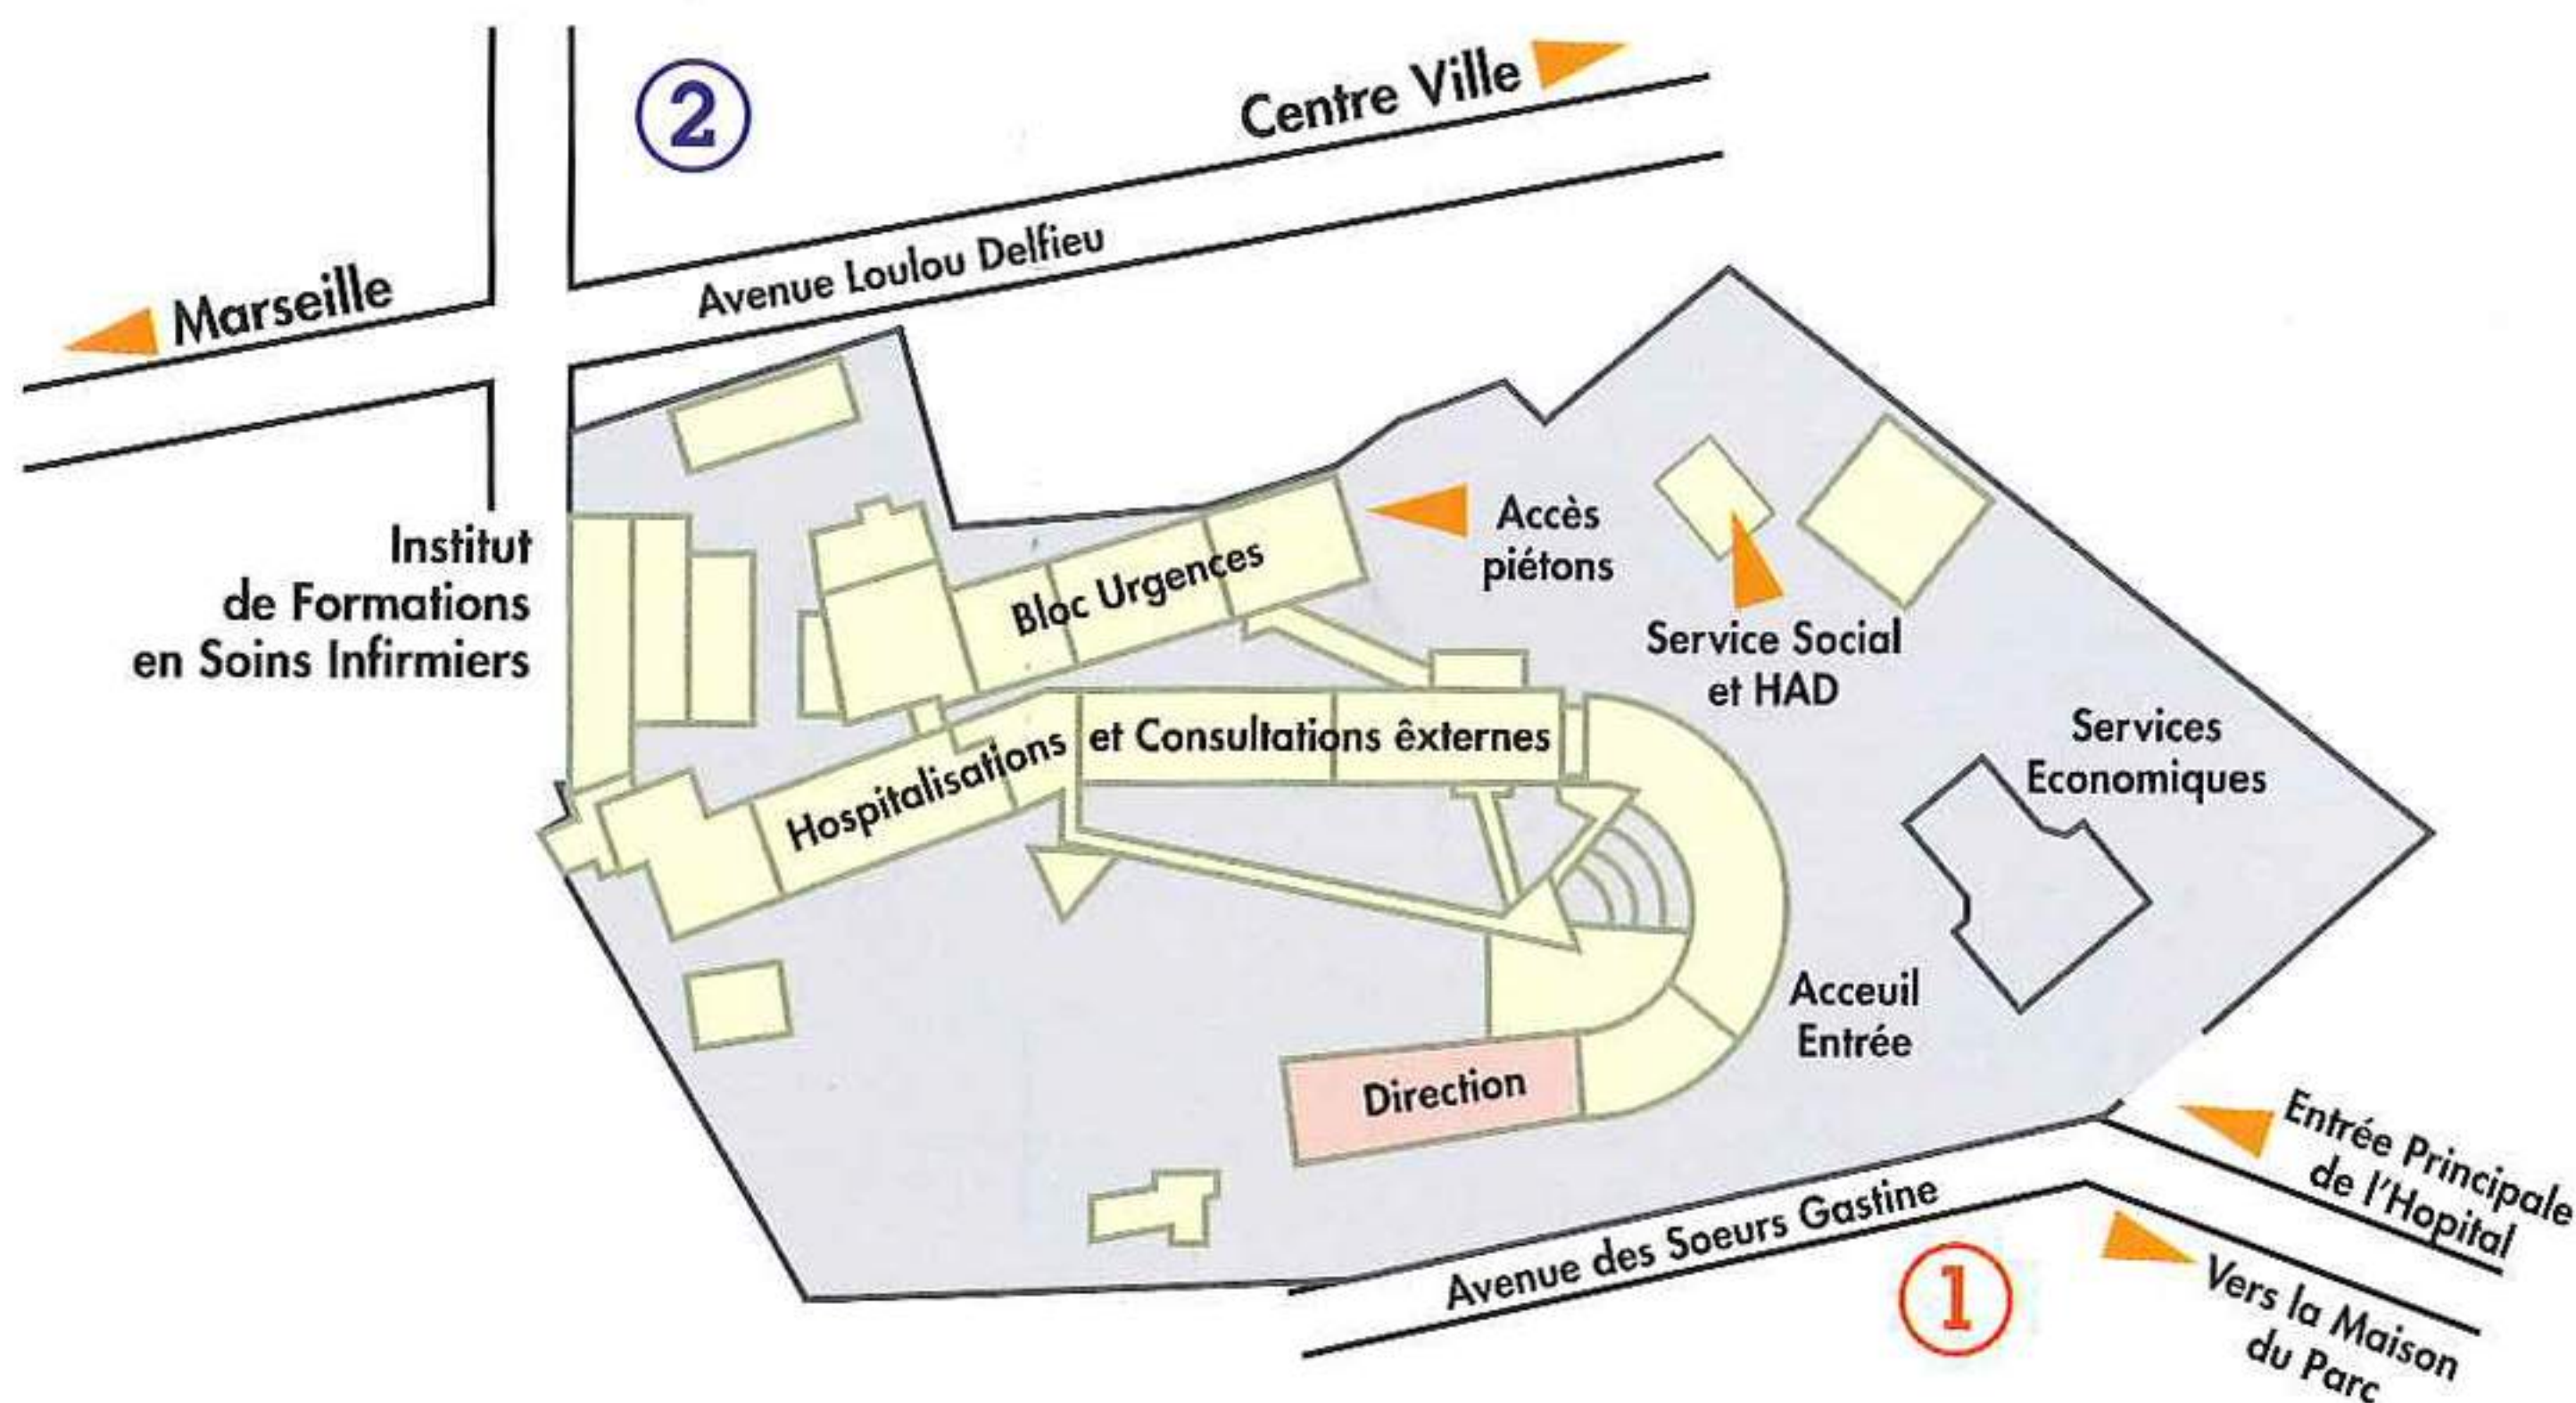 2
Centre Ville
Avenue Loulou Delfieu
Marseille
Institut
de Formations
en Soins Infirmiers
Bloc Urgences
Accès
piétons
Service Social
et HAD
Services
Economiques
Hospitalisations et Consultations êxternes
Acceuil
Entrée
Direction
Entrée Principale
de l'Hopital
Avenue des Soeurs Gastine
1
Vers la Maison
du Parc